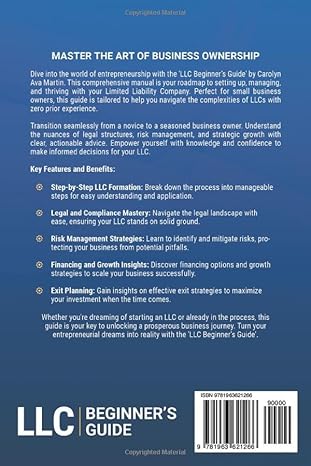 MASTER THE ART OF BUSINESS OWNERSHIP
Dive into the world of entrepreneurship with the 'LLC Beginner's Guide' by Carolyn
Ava Martin. This comprehensive manual is your roadmap to setting up, managing,
and thriving with your Limited Liability Company. Perfect for small business
owners, this guide is tailored to help you navigate the complexities of LLCs with
zero prior experience.
Transition seamlessly from a novice to a seasoned business owner. Understand
the nuances of legal structures, risk management, and strategic growth with
clear, actionable advice. Empower yourself with knowledge and confidence to
make informed decisions for your LLC.
Key Features and Benefits:
Step-by-Step LLC Formation: Break down the process into manageable
steps for easy understanding and application.
Legal and Compliance Mastery: Navigate the legal landscape with
ease, ensuring your LLC stands on solid ground.
Risk Management Strategies: Learn to identify and mitigate risks, pro-
tecting your business from potential pitfalls.
Financing and Growth Insights: Discover financing options and growth
strategies to scale your business successfully.
Exit Planning: Gain insights on effective exit strategies to maximize
your investment when the time comes.
Whether you're dreaming of starting an LLC or already in the process, this
guide is your key to unlocking a prosperous business journey. Turn your
entrepreneurial dreams into reality with the 'LLC Beginner's Guide'.
ISBN 9781963621266
90000
9 781963 621266
LLC BEGINNER'S
GUIDE